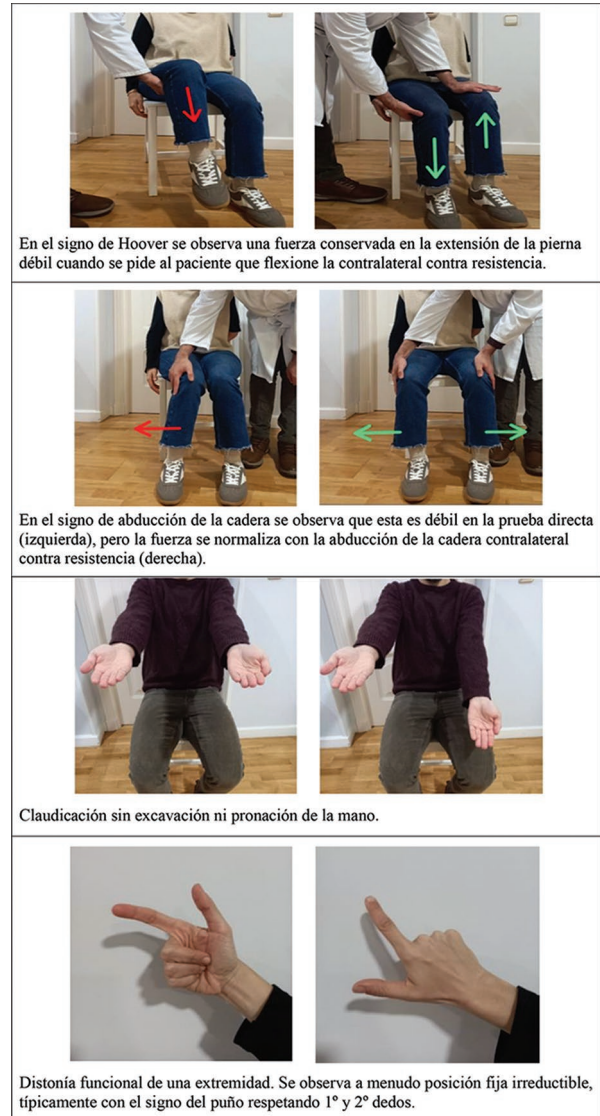 En el signo de Hoover se observa una fuerza conservada en la extensión de la pierna
débil cuando se pide al paciente que flexione la contralateral contra resistencia.
En el signo de abducción de la cadera se observa que esta es débil en la prueba directa
(izquierda), pero la fuerza se normaliza con la abducción de la cadera contralateral
contra resistencia (derecha).
Claudicación sin excavación ni pronación de la mano.
Distonía funcional de una extremidad. Se observa a menudo posición fija irreductible,
típicamente con el signo del puño respetando 1º y 2º dedos.